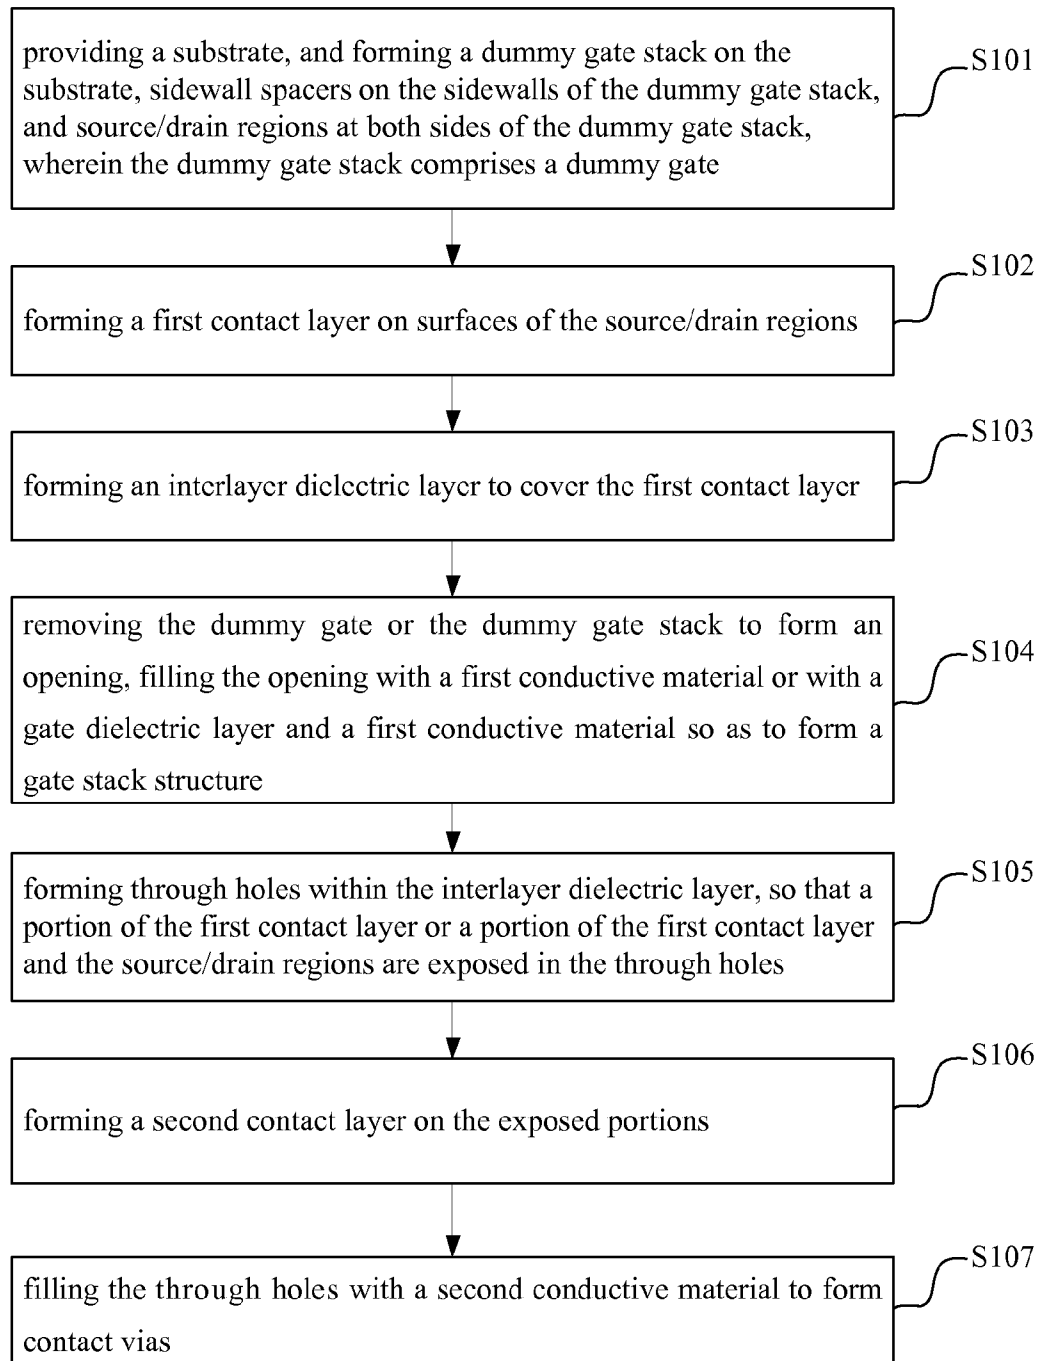 providing a substrate, and forming a dummy gate stack on the
substrate, sidewall spacers on the sidewalls of the dummy gate stack,
and source/drain regions at both sides of the dummy gate stack,
wherein the dummy gate stack comprises a dummy gate
S101
forming a first contact layer on surfaces of the source/drain regions
S102
forming an interlayer dielectric layer to cover the first contact layer
S103
removing the dummy gate or the dummy gate stack to form an
opening, filling the opening with a first conductive material or with a
gate dielectric layer and a first conductive material so as to form a
gate stack structure
S104
forming through holes within the interlayer dielectric layer, so that a
portion of the first contact layer or a portion of the first contact layer
and the source/drain regions are exposed in the through holes
S105
forming a second contact layer on the exposed portions
S106
filling the through holes with a second conductive material to form
contact vias
S107